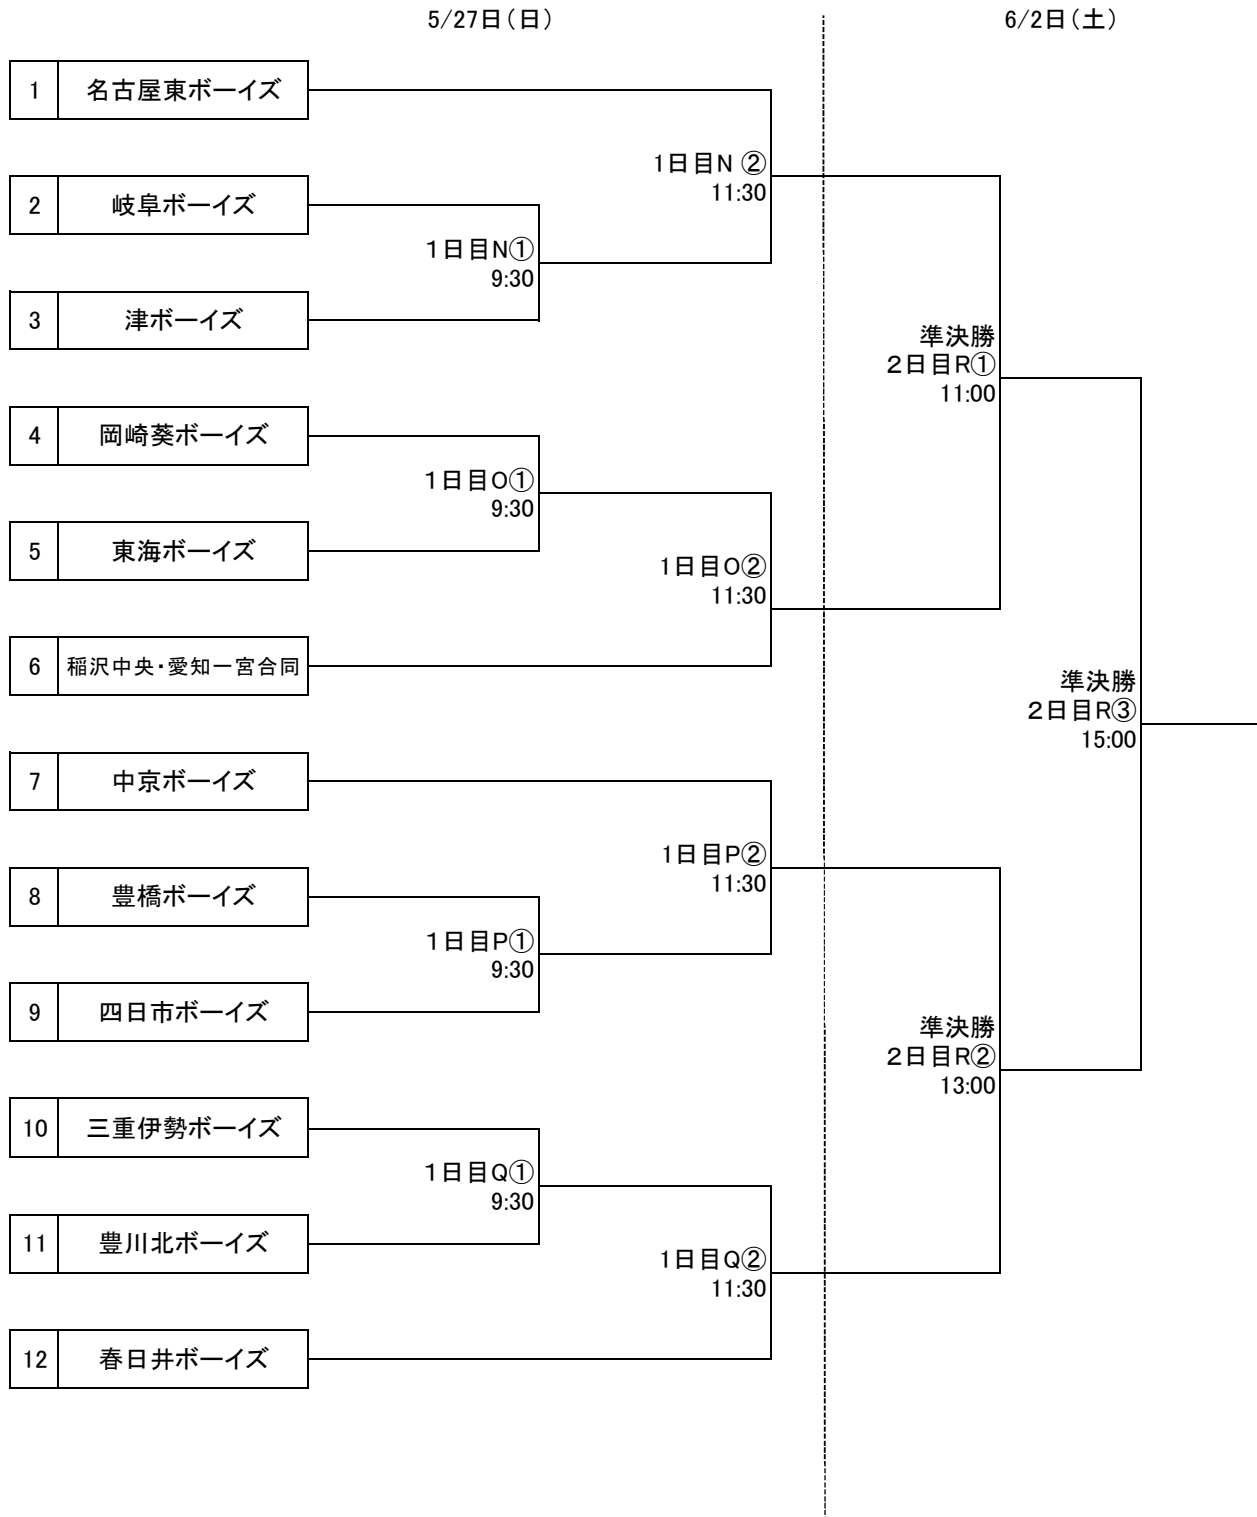 5/27日(日)
6/2日(土)
1 名古屋東ボーイズ
1日目N ②
11:30
2 岐阜ボーイズ
1日目N①
9:30
3 津ボーイズ
準決勝
2日目R①
11:00
4 岡崎葵ボーイズ
1日目O①
9:30
5 東海ボーイズ
1日目O②
11:30
6 稲沢中央・愛知一宮合同
準決勝
2日目R③
15:00
7 中京ボーイズ
1日目P②
11:30
8 豊橋ボーイズ
1日目P①
9:30
9 四日市ボーイズ
準決勝
2日目R②
13:00
10 三重伊勢ボーイズ
1日目Q①
9:30
11 豊川北ボーイズ
1日目Q②
11:30
12 春日井ボーイズ